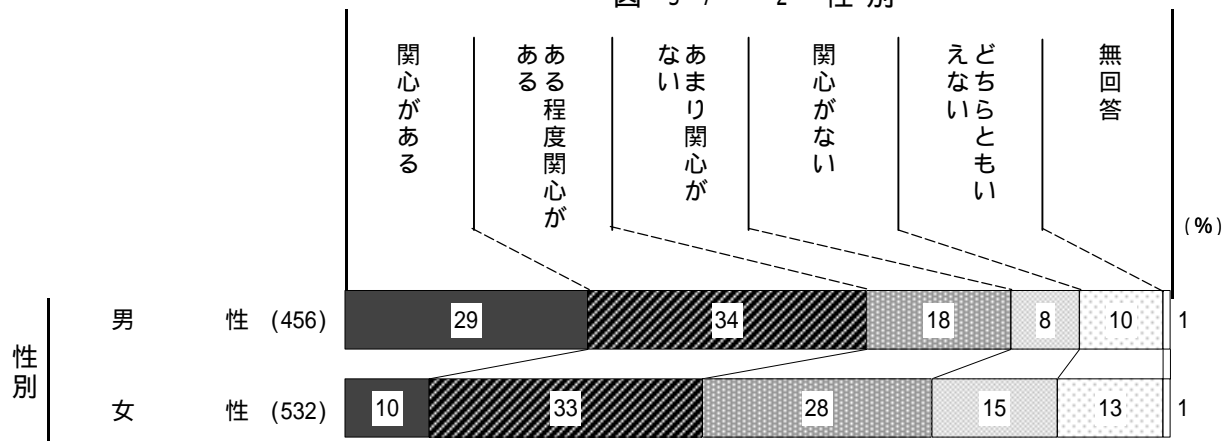 関心がある
ある程度関心が
ある
あまり関心が
ない
関心がない
どちらともい
えない
無回答
(%)
性別
男 性 (456)
29
34
18
8
10
1
女 性 (532)
10
33
28
15
13
1